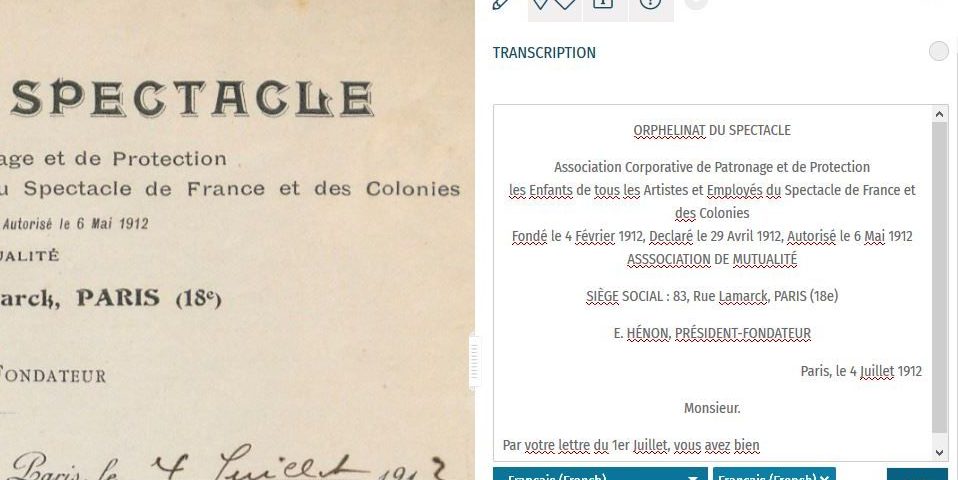 SPECTACLE
age et de Protection
u Spectacle de France et des Colonies
Autorisé le 6 Mai 1912
UALITÉ
arck, PARIS (18e)
FONDATEUR
Paris, le 4 Juillet 1912
TRANSCRIPTION
ORPHELINAT DU SPECTACLE
Association Corporative de Patronage et de Protection
les Enfants de tous les Artistes et Employés du Spectacle de France et
des Colonies
Fondé le 4 Février 1912, Declaré le 29 Avril 1912, Autorisé le 6 Mai 1912
ASSSOCIATION DE MUTUALITÉ
SIÈGE SOCIAL : 83, Rue Lamarck, PARIS (18e)
E. HÉNON, PRÉSIDENT-FONDATEUR
Paris, le 4 Juillet 1912
Monsieur.
Par votre lettre du 1er Juillet, vous avez bien
Français (French)
Français (French) ×